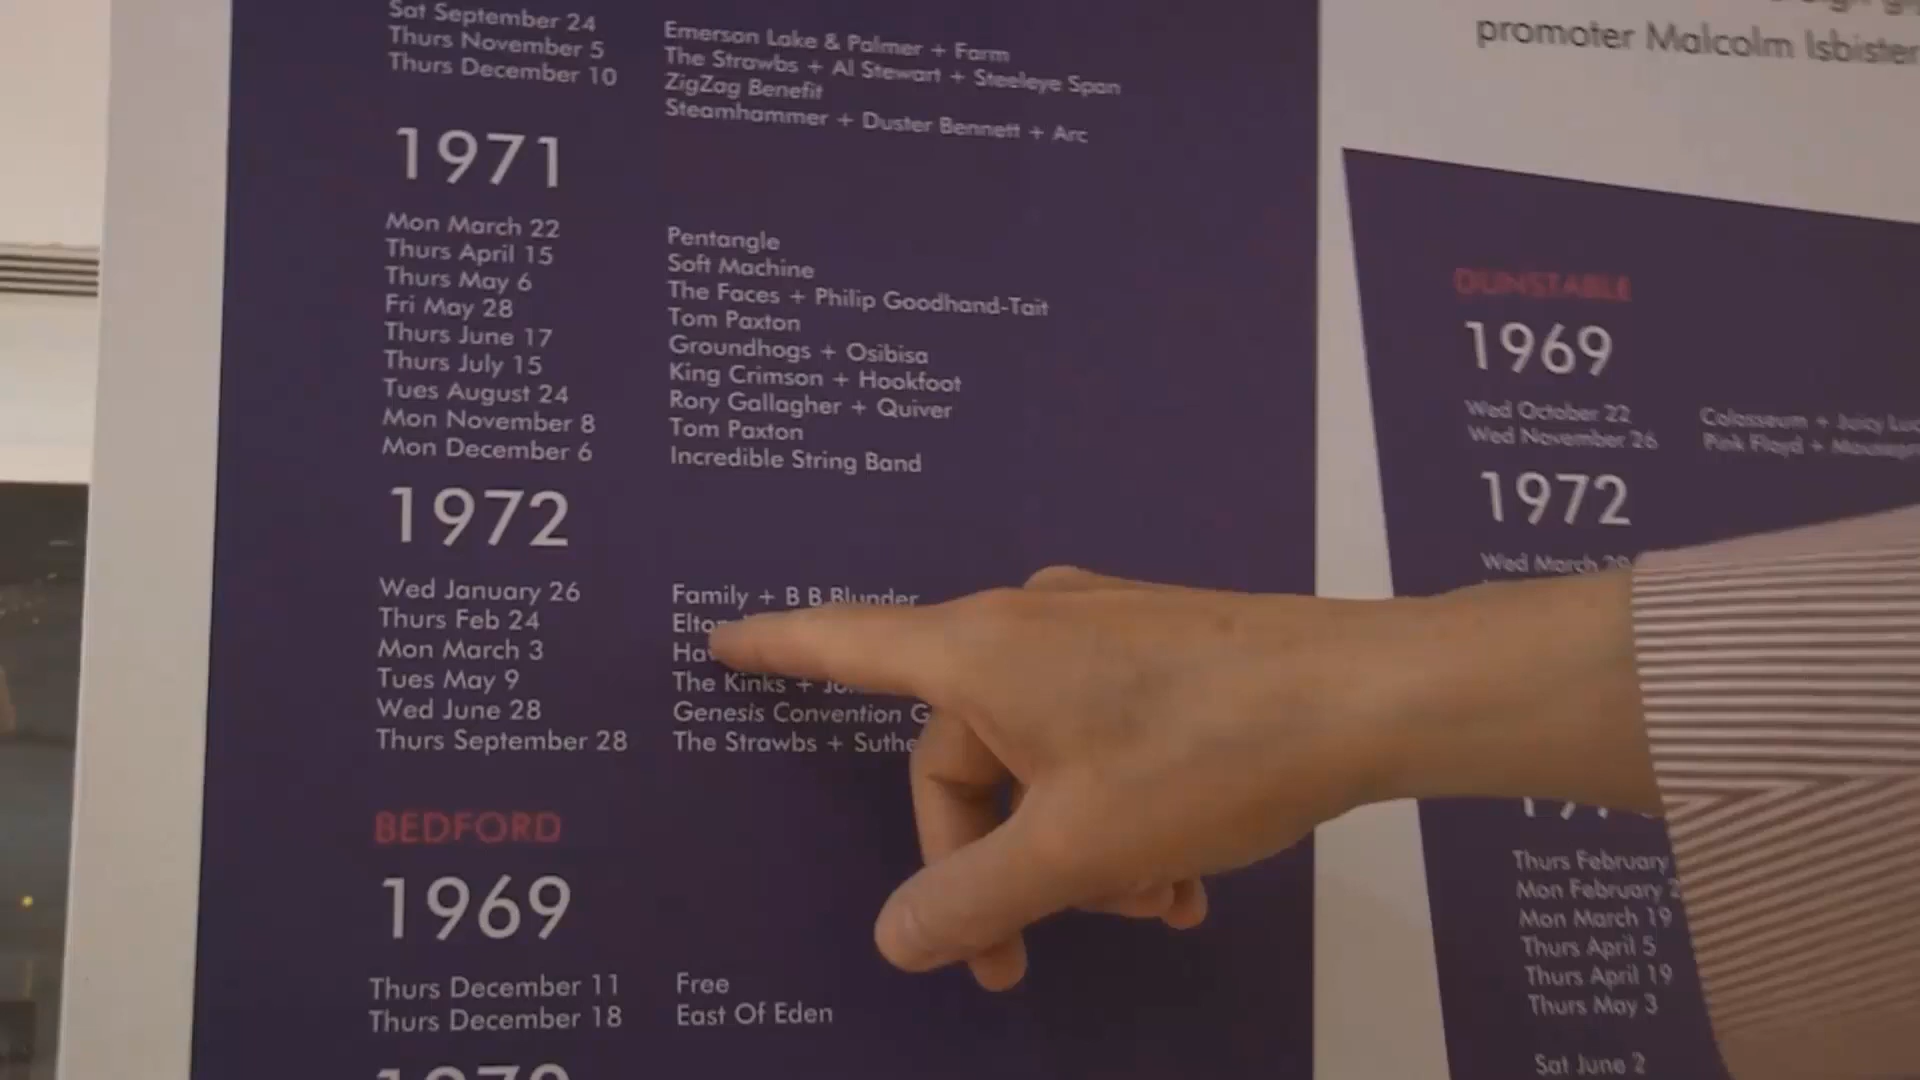 promoter Malcolm Isbister
Sat September 24
Thurs November 5
Thurs December 10
Emerson Lake & Palmer + Farm
The Strawbs + Al Stewart + Steeleye Span
ZigZag Benefit
Steamhammer + Duster Bennett + Arc
1971
Mon March 22 Pentangle
Thurs April 15 Soft Machine
Thurs May 6 The Faces + Philip Goodhand-Tait
Fri May 28 Tom Paxton
Thurs June 17 Groundhogs + Osibisa
Thurs July 15 King Crimson + Hookfoot
Tues August 24 Rory Gallagher + Quiver
Mon November 8 Tom Paxton
Mon December 6 Incredible String Band
1972
Wed January 26 Family + B B Blunder
Thurs Feb 24
Mon March 3
Tues May 9 The Kinks +
Wed June 28 Genesis Convention
Thurs September 28 The Strawbs +
BEDFORD
1969
Thurs December 11 Free
Thurs December 18 East Of Eden
DUNSTABLE
1969
Wed October 22 Colosseum + Juicy
Wed November 26 Pink Floyd +
1972
Wed March
Thurs February
Mon February
Mon March 19
Thurs April 5
Thurs April 19
Thurs May 3
Sat June 2